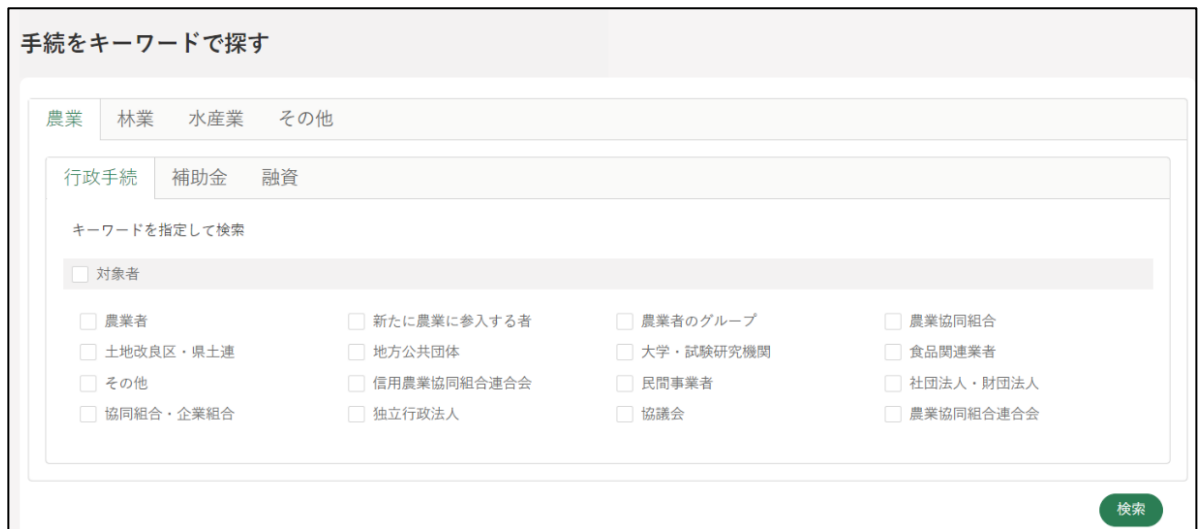 手続をキーワードで探す
農業 林業 水産業 その他
行政手続 補助金 融資
キーワードを指定して検索
対象者
農業者 新たに農業に参入する者 農業者のグループ 農業協同組合
土地改良区・県土連 地方公共団体 大学・試験研究機関 食品関連業者
その他 信用農業協同組合連合会 民間事業者 社団法人・財団法人
協同組合・企業組合 独立行政法人 協議会 農業協同組合連合会
検索